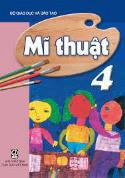 BỘ GIÁO DỤC VÀ ĐÀO TẠO
Mĩ thuật
4